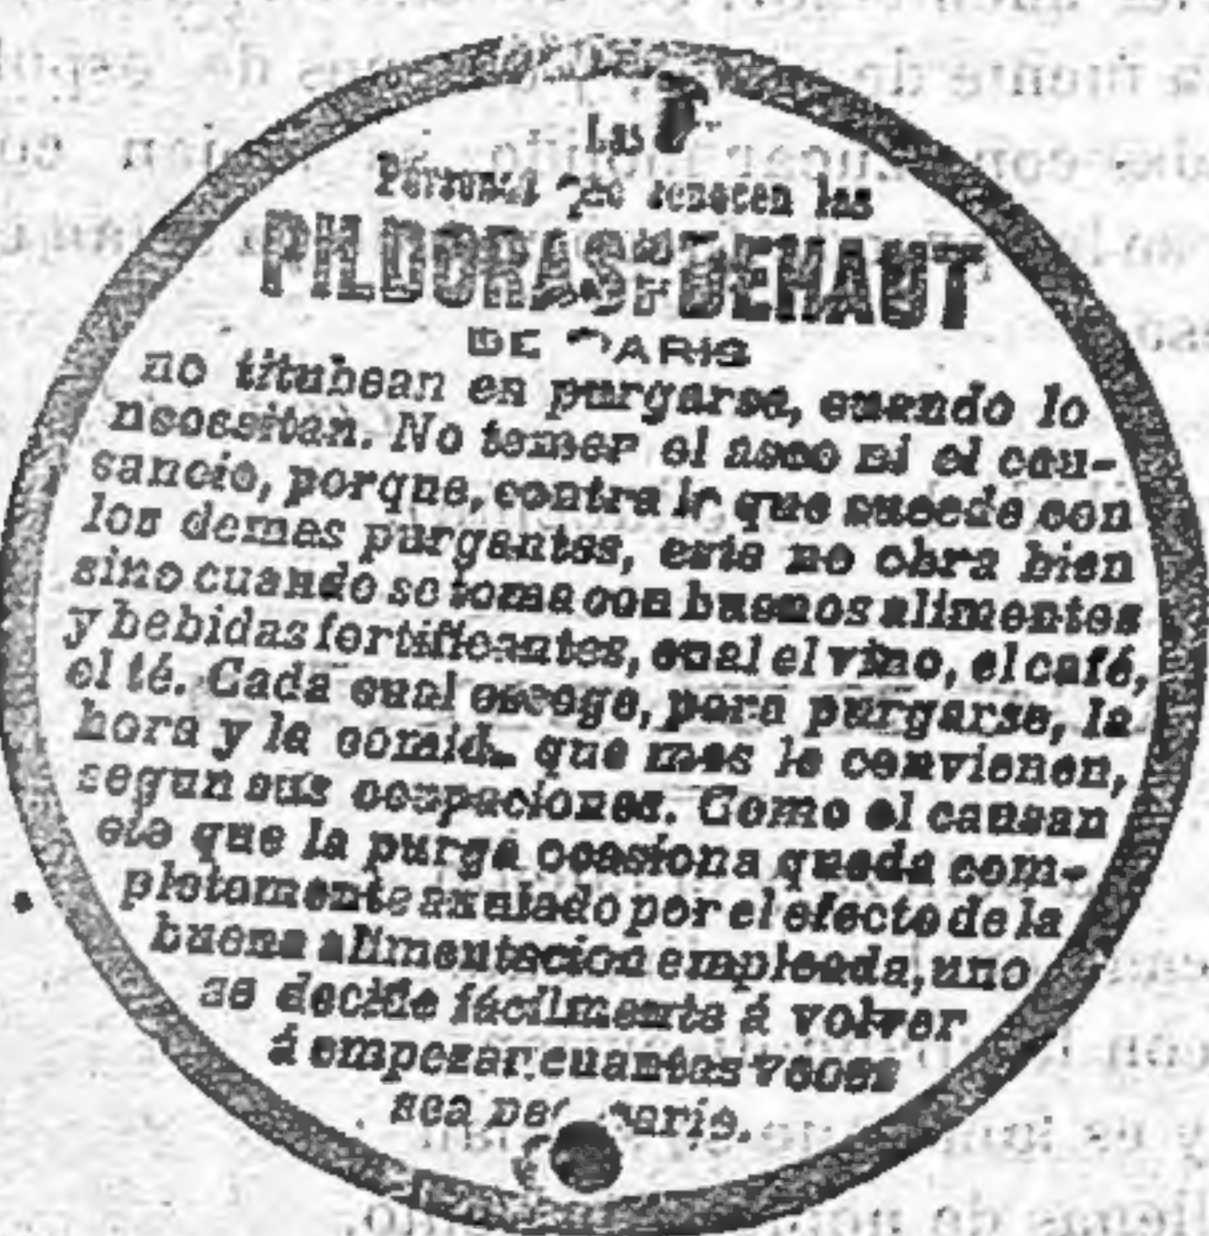 Las
Personas que conocen las
PILDORAS DEL DR DEHAUT
DE PARIS
no titubean en purgarse, cuando lo
necesitan. No temen el asco ni el cau-
sancio, porque, contra lo que sucede con
los demas purgantes, este no obra bien
sino cuando se toma con buenos alimentos
y bebidas fortificantes, cual el vino, el café,
el té. Cada cual escoge, para purgarse, la
hora y la comida que mas le convienen,
segun sus ocupaciones. Como el causan
cio que la purga ocasiona queda com-
pletamente anulado por el efecto de la
buena alimentacion empleada, uno
se decide fácilmente á volver
á empezar cuantas veces
sea necesario.